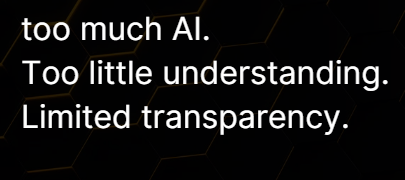 too much AI.
Too little understanding.
Limited transparency.